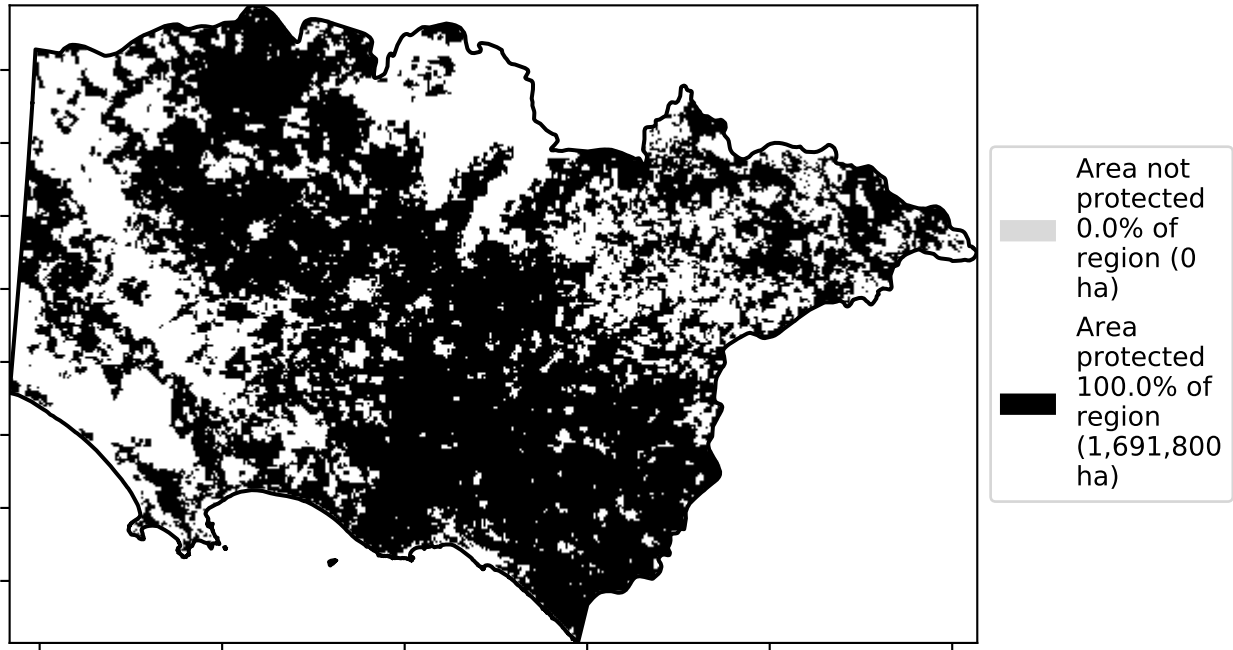 Area not
protected
0.0% of
region (0
ha)
Area
protected
100.0% of
region
(1,691,800
ha)